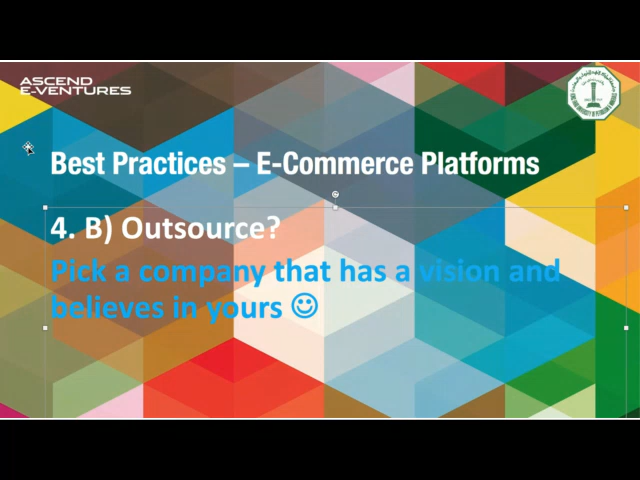 ASCEND
E-VENTURES
Best Practices – E-Commerce Platforms
4. B) Outsource?
Pick a company that has a vision and
believes in yours ☺